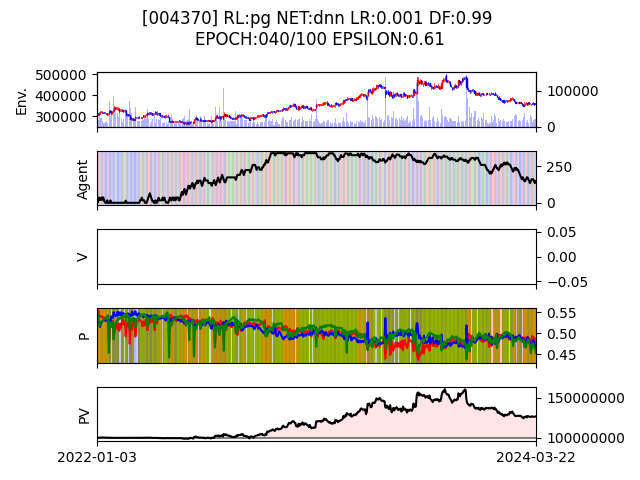 [004370] RL:pg NET:dnn LR:0.001 DF:0.99
EPOCH:040/100 EPSILON:0.61
Env.
500000
400000
300000
100000
0
Agent
250
0
V
0.05
0.00
−0.05
P
0.55
0.50
0.45
PV
150000000
100000000
2022-01-03
2024-03-22